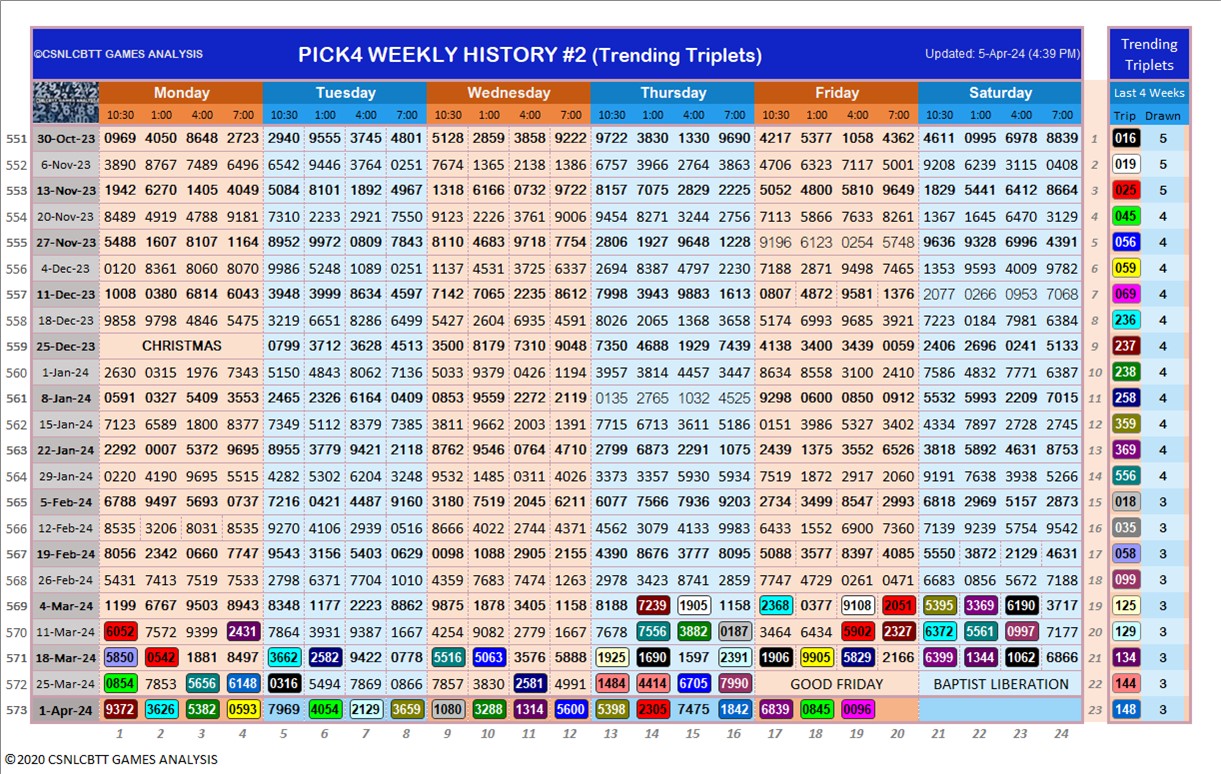 ©CSNLCBTT GAMES ANALYSIS PICK4 WEEKLY HISTORY #2 (Trending Triplets) Updated: 5-Apr-24 (4:39 PM) Trending Triplets
Monday Tuesday Wednesday Thursday Friday Saturday Last 4 Weeks
10:30 1:00 4:00 7:00 10:30 1:00 4:00 7:00 10:30 1:00 4:00 7:00 10:30 1:00 4:00 7:00 10:30 1:00 4:00 7:00 10:30 1:00 4:00 7:00 Trip Drawn
551 30-Oct-23 0969 4050 8648 2723 2940 9555 3745 4801 5128 2859 3858 9222 9722 3830 1330 9690 4217 5377 1058 4362 4611 0995 6978 8839 1 016 5
552 6-Nov-23 3890 8767 7489 6496 6542 9446 3764 0251 7674 1365 2138 1386 6757 3966 2764 3863 4706 6323 7117 5001 9208 6239 3115 0408 2 019 5
553 13-Nov-23 1942 6270 1405 4049 5084 8101 1892 4967 1318 6166 0732 9722 8157 7075 2829 2225 5052 4800 5810 9649 1829 5441 6412 8664 3 025 5
554 20-Nov-23 8489 4919 4788 9181 7310 2233 2921 7550 9123 2226 3761 9006 9454 8271 3244 2756 7113 5866 7633 8261 1367 1645 6470 3129 4 045 4
555 27-Nov-23 5488 1607 8107 1164 8952 9972 0809 7843 8110 4683 9718 7754 2806 1927 9648 1228 9196 6123 0254 5748 9636 9328 6996 4391 5 056 4
556 4-Dec-23 0120 8361 8060 8070 9986 5248 1089 0251 1137 4531 3725 6337 2694 8387 4797 2230 7188 2871 9498 7465 1353 9593 4009 9782 6 059 4
557 11-Dec-23 1008 0380 6814 6043 3948 3999 8634 4597 7142 7065 2235 8612 7998 3943 9883 1613 0807 4872 9581 1376 2077 0266 0953 7068 7 069 4
558 18-Dec-23 9858 9798 4846 5475 3219 6651 8286 6499 5427 2604 6935 4591 8026 2065 1368 3658 5174 6993 9685 3921 7223 0184 7981 6384 8 236 4
559 25-Dec-23 CHRISTMAS 0799 3712 3628 4513 3500 8179 7310 9048 7350 4688 1929 7439 4138 3400 3439 0059 2406 2696 0241 5133 9 237 4
560 1-Jan-24 2630 0315 1976 7343 5150 4843 8062 7136 5033 9379 0426 1194 3957 3814 4457 3447 8634 8558 3100 2410 7586 4832 7771 6387 10 238 4
561 8-Jan-24 0591 0327 5409 3553 2465 2326 6164 0409 0853 9559 2272 2119 0135 2765 1032 4525 9298 0600 0850 0912 5532 5993 2209 7015 11 258 4
562 15-Jan-24 7123 6589 1800 8377 7349 5112 8379 7385 3811 9662 2003 1391 7715 6713 3611 5186 0151 3986 5327 3402 4334 7897 2728 2745 12 359 4
563 22-Jan-24 2292 0007 5372 9695 8955 3779 9421 2118 8762 9546 0764 4710 2799 6873 2291 1075 2439 1375 3552 6526 3818 5892 4631 8753 13 369 4
564 29-Jan-24 0220 4190 9695 5515 4282 5302 6204 3249 9532 1485 0311 4026 3373 3357 5156 5934 7519 1872 2917 2060 9191 7638 3938 5266 14 556 4
565 5-Feb-24 6788 9497 5693 0737 7216 0421 4487 9160 3180 7519 2045 6211 6077 7566 7936 9203 2734 3499 8547 2993 6818 2969 5157 2873 15 018 3
566 12-Feb-24 8535 3206 8031 8535 9270 4106 2939 0516 8666 4022 2744 4371 4562 3079 4133 9983 6433 1552 6900 7360 7139 9239 5754 9542 16 035 3
567 19-Feb-24 8056 2342 0660 7747 9543 3156 5403 0629 0098 1088 2905 2155 4390 8676 3777 8095 5088 3577 8397 4085 5550 3872 2129 4631 17 058 3
568 26-Feb-24 5431 7413 7519 7533 2798 6371 7704 1010 4359 7683 7474 1263 2978 3423 8741 2859 7747 4729 0261 0471 6683 0856 5672 7188 18 099 3
569 4-Mar-24 1199 6767 9503 8943 8348 1177 2223 8862 9875 1878 3405 1158 8188 7239 1905 1158 2368 0377 9108 2051 5395 3369 6190 3717 19 125 3
570 11-Mar-24 6052 7572 9399 2431 7864 3931 9387 1667 4254 9082 2779 1667 7678 7556 3882 0187 3464 6434 5902 2327 6372 5561 0997 7177 20 129 3
571 18-Mar-24 5850 0542 1881 8497 3662 2582 9422 0778 5516 5063 3576 5888 1925 1690 1597 2391 1906 9905 5829 2166 6399 1344 1062 6866 21 134 3
572 25-Mar-24 0854 7853 5656 6148 0316 5494 7869 0866 7857 3830 2581 4991 1484 4414 6705 7990 GOOD FRIDAY BAPTIST LIBERATION 22 144 3
573 1-Apr-24 9372 3626 5382 0593 7969 4054 2129 3659 1080 3288 1314 5600 5398 2305 7475 1842 6839 0845 0096 23 148 3
1 2 3 4 5 6 7 8 9 10 11 12 13 14 15 16 17 18 19 20 21 22 23 24
©2020 CSNLCBTT GAMES ANALYSIS